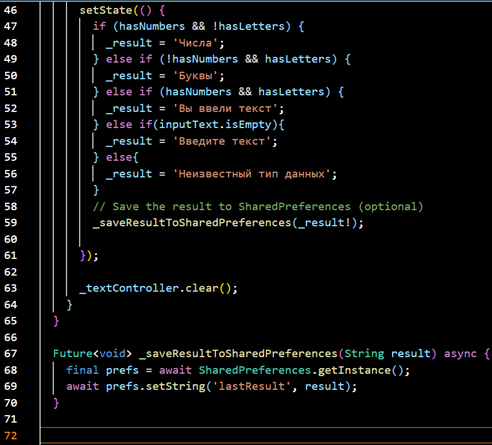 46 setState(() {
47 if (hasNumbers && !hasLetters) {
48 _result = 'Числа';
49 } else if (!hasNumbers && hasLetters) {
50 _result = 'Буквы';
51 } else if (hasNumbers && hasLetters) {
52 _result = 'Вы ввели текст';
53 } else if(inputText.isEmpty){
54 _result = 'Введите текст';
55 } else{
56 _result = 'Неизвестный тип данных';
57 }
58 // Save the result to SharedPreferences (optional)
59 _saveResultToSharedPreferences(_result!);
60
61 });
62
63 _textController.clear();
64 }
65 }
66
67 Future<void> _saveResultToSharedPreferences(String result) async {
68 final prefs = await SharedPreferences.getInstance();
69 await prefs.setString('lastResult', result);
70 }
71
72